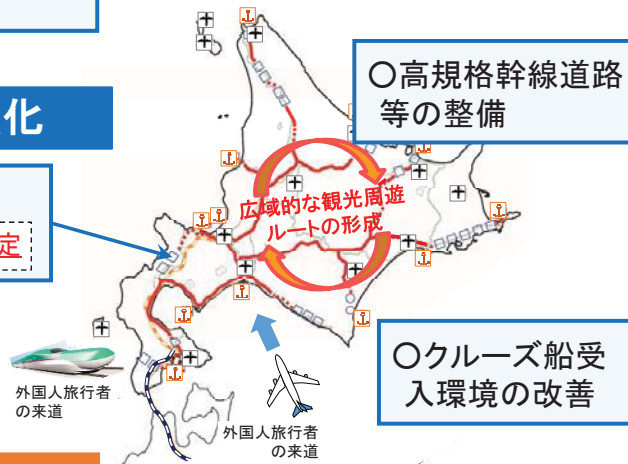 〇高規格幹線道路
等の整備
化
定
広域的な観光周遊
ルートの形成
〇クルーズ船受
入環境の改善
外国人旅行者
の来道
外国人旅行者
の来道